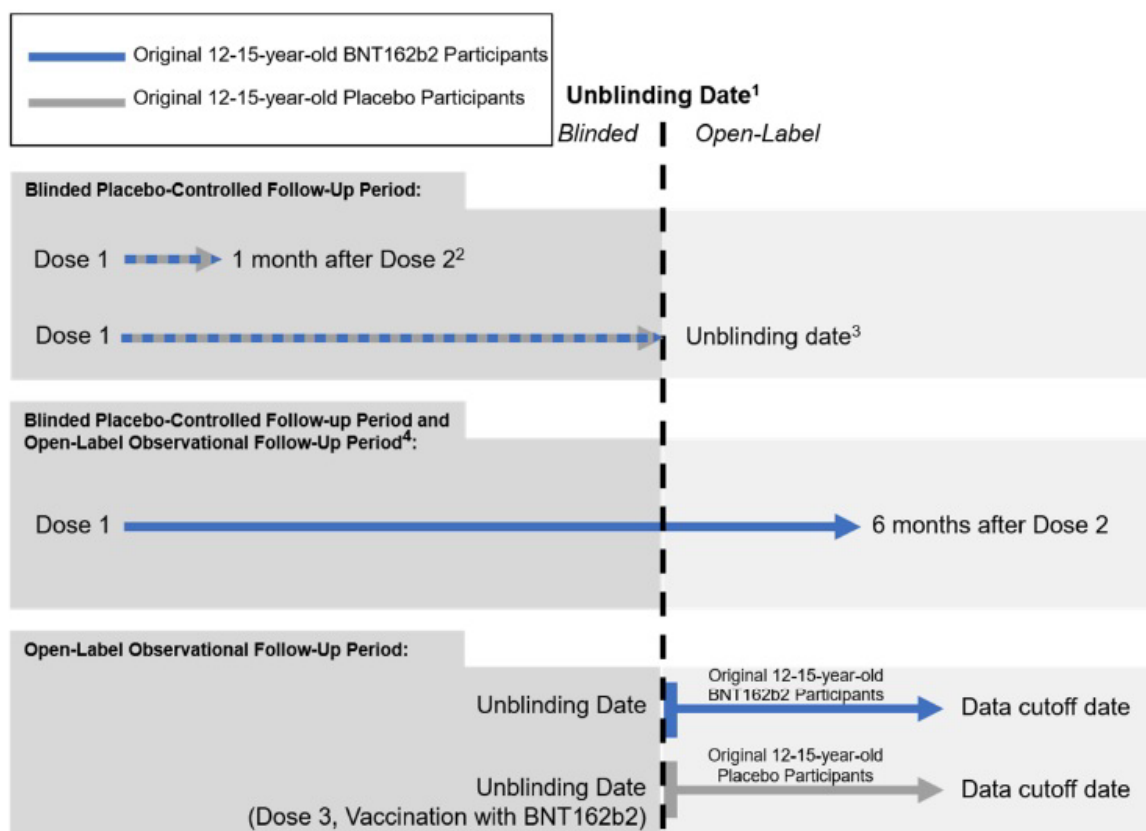 Original 12-15-year-old BNT162b2 Participants
Original 12-15-year-old Placebo Participants
Unblinding Date¹
Blinded
Open-Label
Blinded Placebo-Controlled Follow-Up Period:
Dose 1
1 month after Dose 2²
Dose 1
Unblinding date³
Blinded Placebo-Controlled Follow-up Period and
Open-Label Observational Follow-Up Period⁴:
Dose 1
6 months after Dose 2
Open-Label Observational Follow-Up Period:
Unblinding Date
Original 12-15-year-old
BNT162b2 Participants
Data cutoff date
Unblinding Date
(Dose 3, Vaccination with BNT162b2)
Original 12-15-year-old
Placebo Participants
Data cutoff date